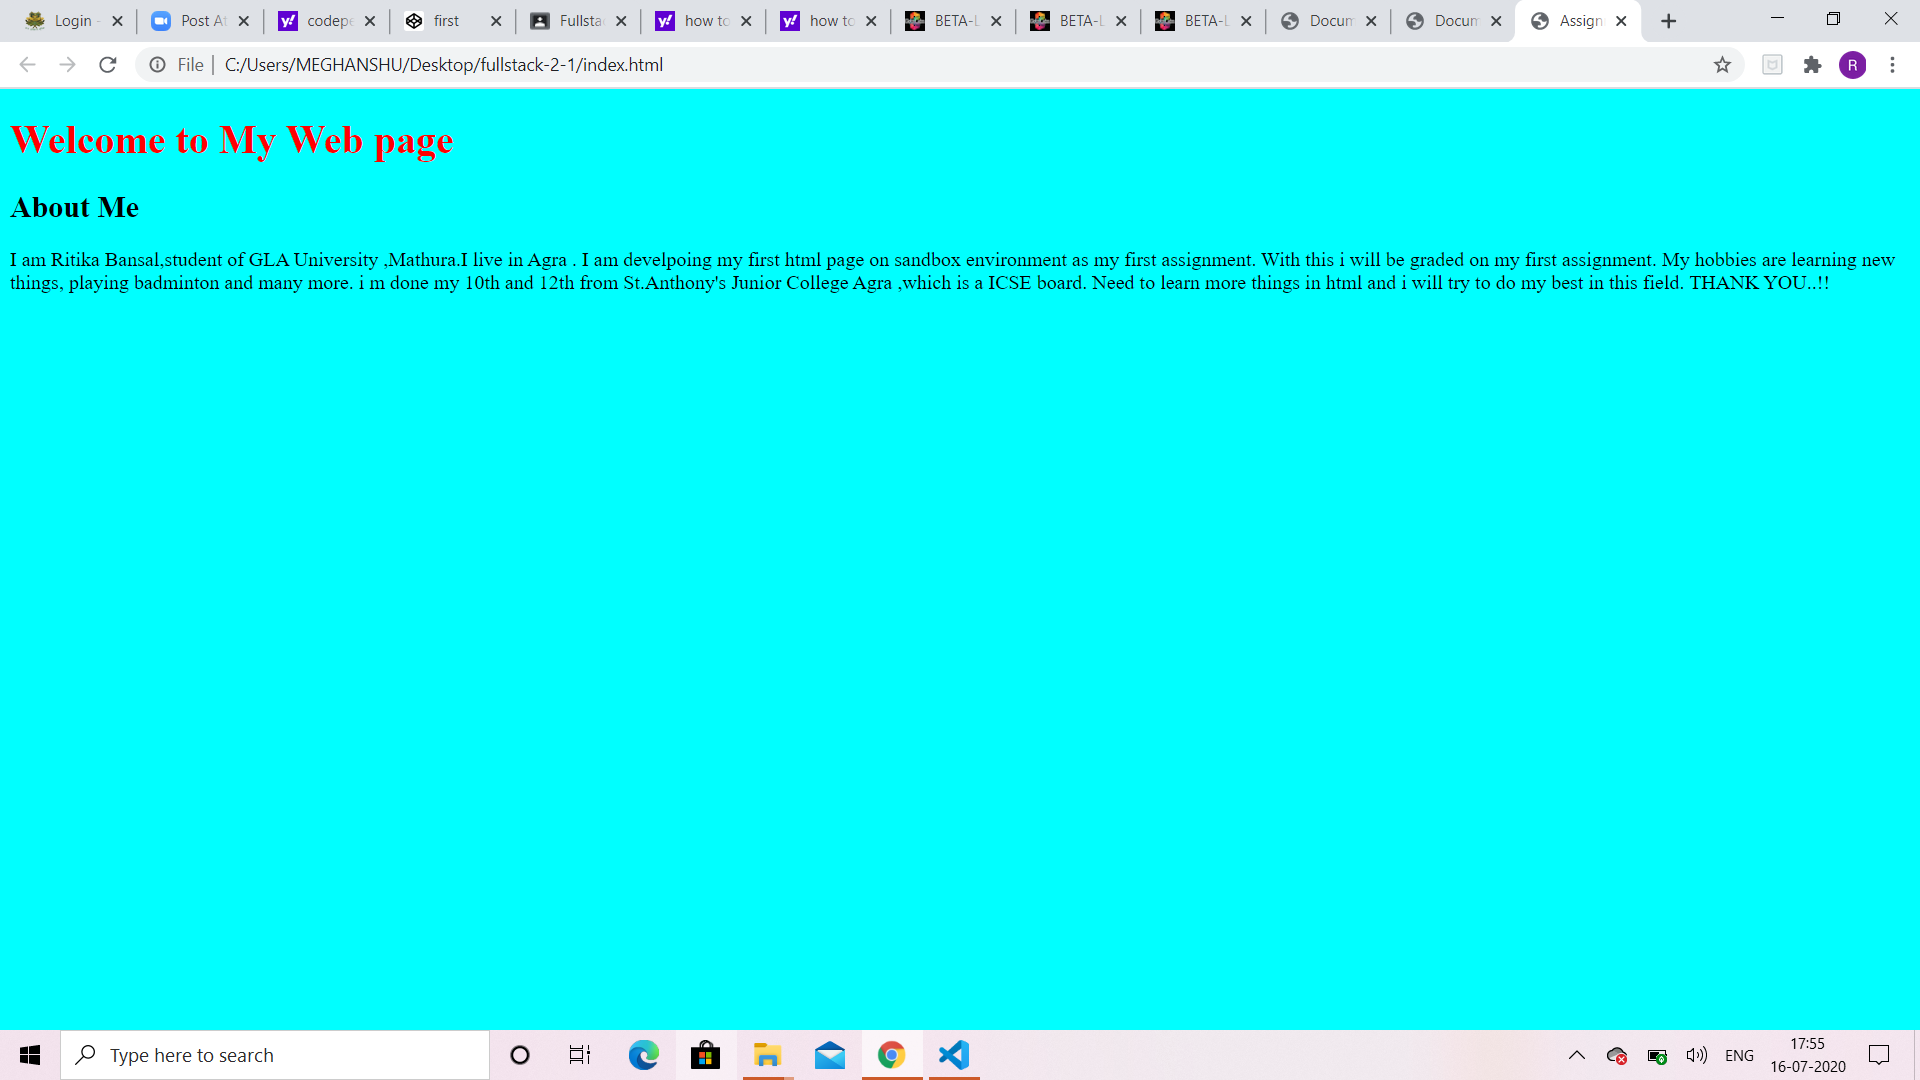 Login - Post At codepe first Fullsta how to how to BETA-L BETA-L BETA-L Docum Docum Assign
File C:/Users/MEGHANSHU/Desktop/fullstack-2-1/index.html R
Welcome to My Web page
About Me
I am Ritika Bansal,student of GLA University ,Mathura.I live in Agra . I am develpoing my first html page on sandbox environment as my first assignment. With this i will be graded on my first assignment. My hobbies are learning new
things, playing badminton and many more. i m done my 10th and 12th from St.Anthony's Junior College Agra ,which is a ICSE board. Need to learn more things in html and i will try to do my best in this field. THANK YOU..!!
Type here to search
ENG
17:55
16-07-2020